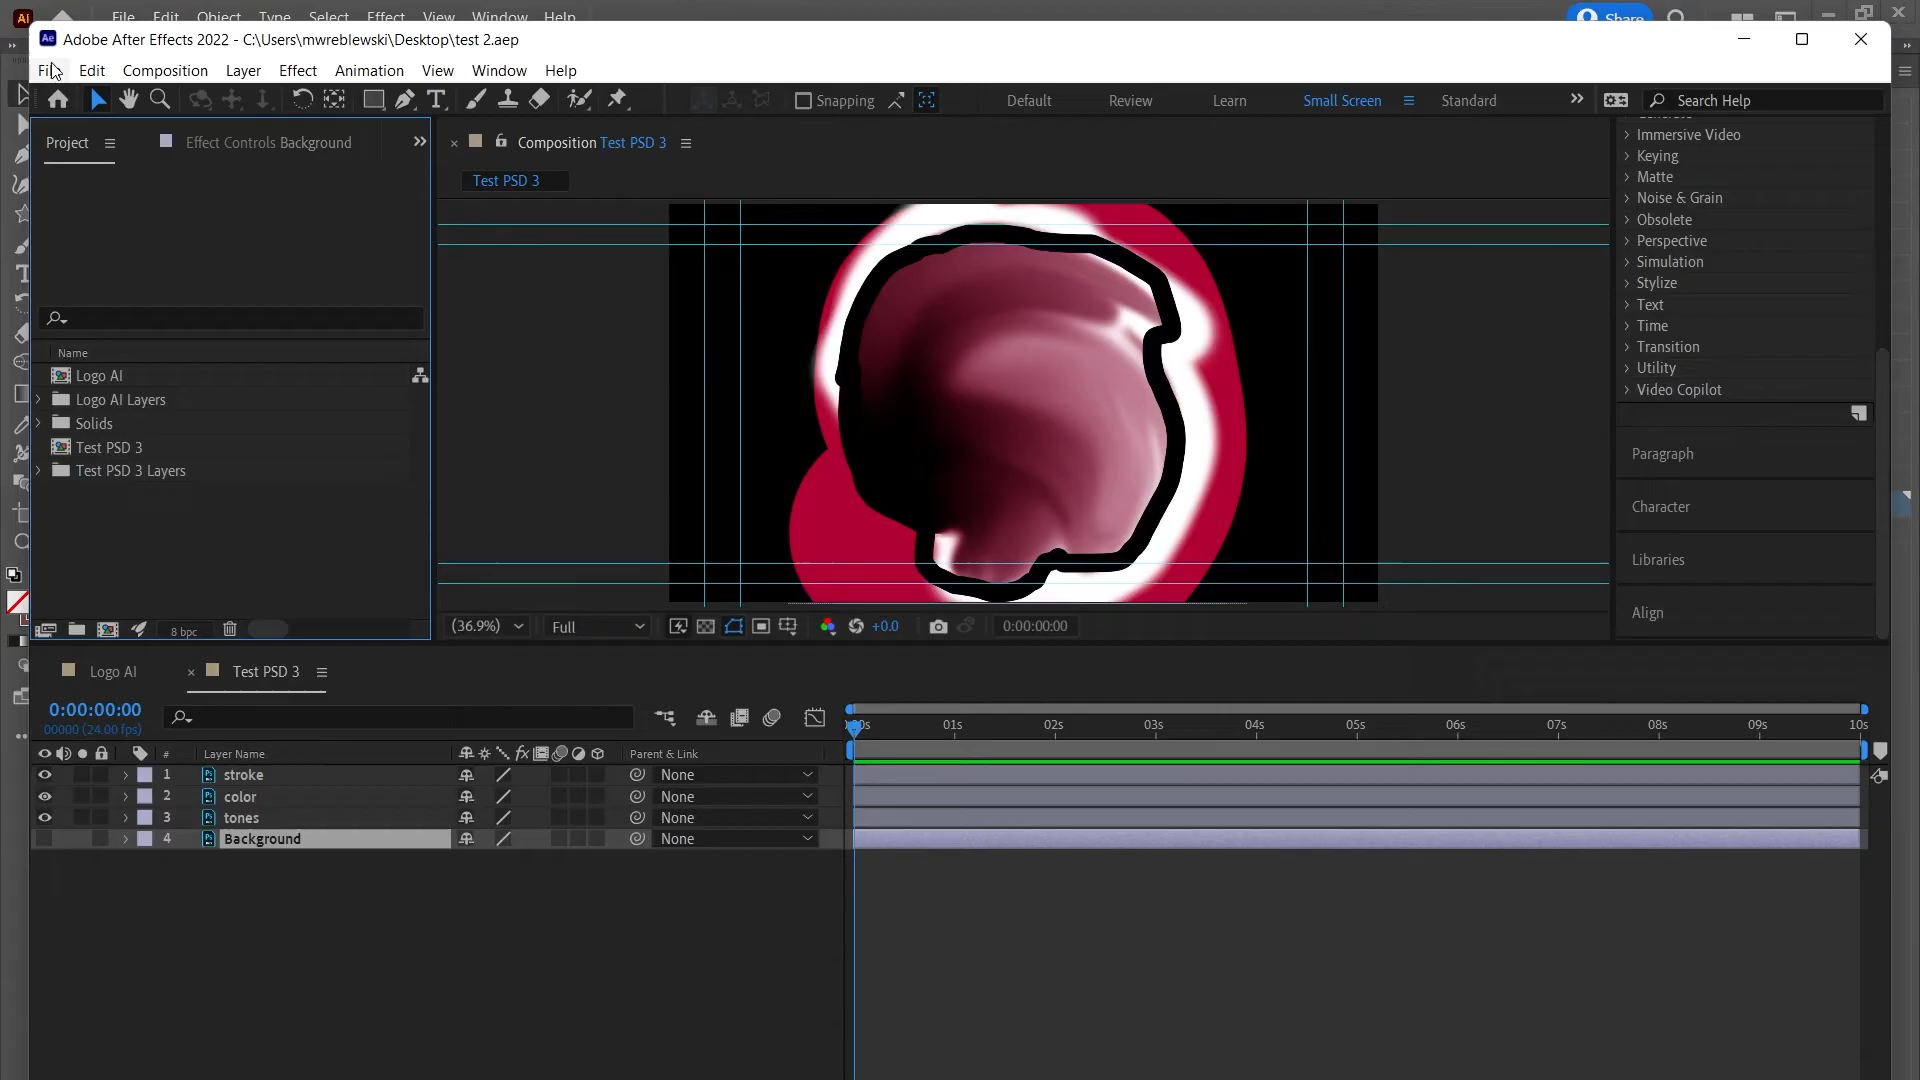 Ai File Edit Object Type Select Effect View Window Help Share
Ae Adobe After Effects 2022 - C:\Users\mwreblewski\Desktop\test 2.aep
File Edit Composition Layer Effect Animation View Window Help
Snapping Default Review Learn Small Screen Standard Search Help
Project Effect Controls Background
Composition Test PSD 3
Test PSD 3
Name
Logo AI
Logo AI Layers
Solids
Test PSD 3
Test PSD 3 Layers
8 bpc
(36.9%) Full +0.0 0:00:00:00
Immersive Video
Keying
Matte
Noise & Grain
Obsolete
Perspective
Simulation
Stylize
Text
Time
Transition
Utility
Video Copilot
Paragraph
Character
Libraries
Align
Logo AI Test PSD 3
0:00:00:00
00000 (24.00 fps)
01s 02s 03s 04s 05s 06s 07s 08s 09s 10s
# Layer Name fx Parent & Link
1 Ps stroke None
2 Ps color None
3 Ps tones None
4 Ps Background None